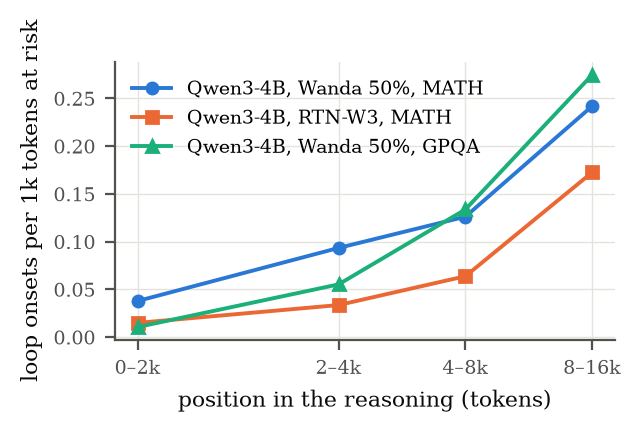 loop onsets per 1k tokens at risk
Qwen3-4B, Wanda 50%, MATH
Qwen3-4B, RTN-W3, MATH
Qwen3-4B, Wanda 50%, GPQA
0.25
0.20
0.15
0.10
0.05
0.00
0–2k 2–4k 4–8k 8–16k
position in the reasoning (tokens)